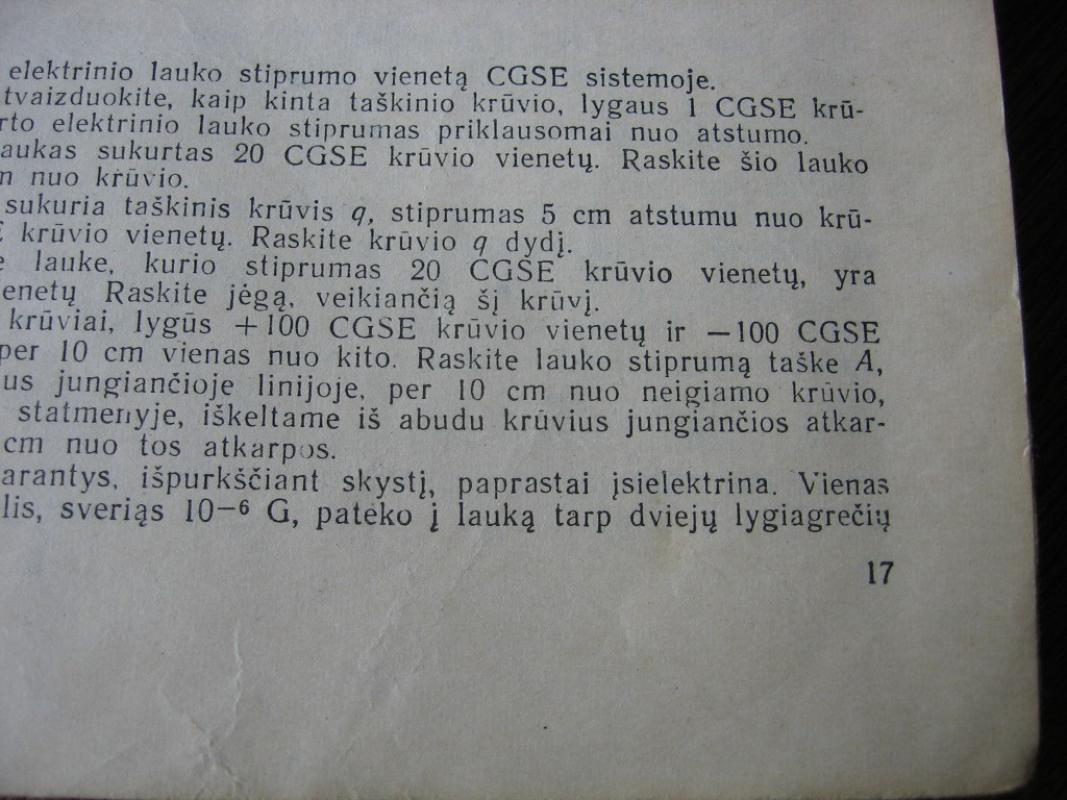 elektrinio lauko stiprumo vienetą CGSE sistemoje.
tvaizduokite, kaip kinta taškinio krūvio, lygaus 1 CGSE krū-
rto elektrinio lauko stiprumas priklausomai nuo atstumo.
aukas sukurtas 20 CGSE krūvio vienetų. Raskite šio lauko
n nuo krūvio.
sukuria taškinis krūvis q, stiprumas 5 cm atstumu nuo krū-
E krūvio vienetų. Raskite krūvio q dydį.
e lauke, kurio stiprumas 20 CGSE krūvio vienetų, yra
enetų Raskite jėgą, veikiančią šį krūvį.
krūviai, lygūs +100 CGSE krūvio vienetų ir —100 CGSE
per 10 cm vienas nuo kito. Raskite lauko stiprumą taške A,
us jungiančioje linijoje, per 10 cm nuo neigiamo krūvio,
statmenyje, iškeltame iš abudu krūvius jungiančios atkar-
cm nuo tos atkarpos.
arantys, išpurkščiant skystį, paprastai įsielektrina. Vienas
lis, sveriąs 10⁻⁶ G, pateko į lauką tarp dviejų lygiagrečių
17